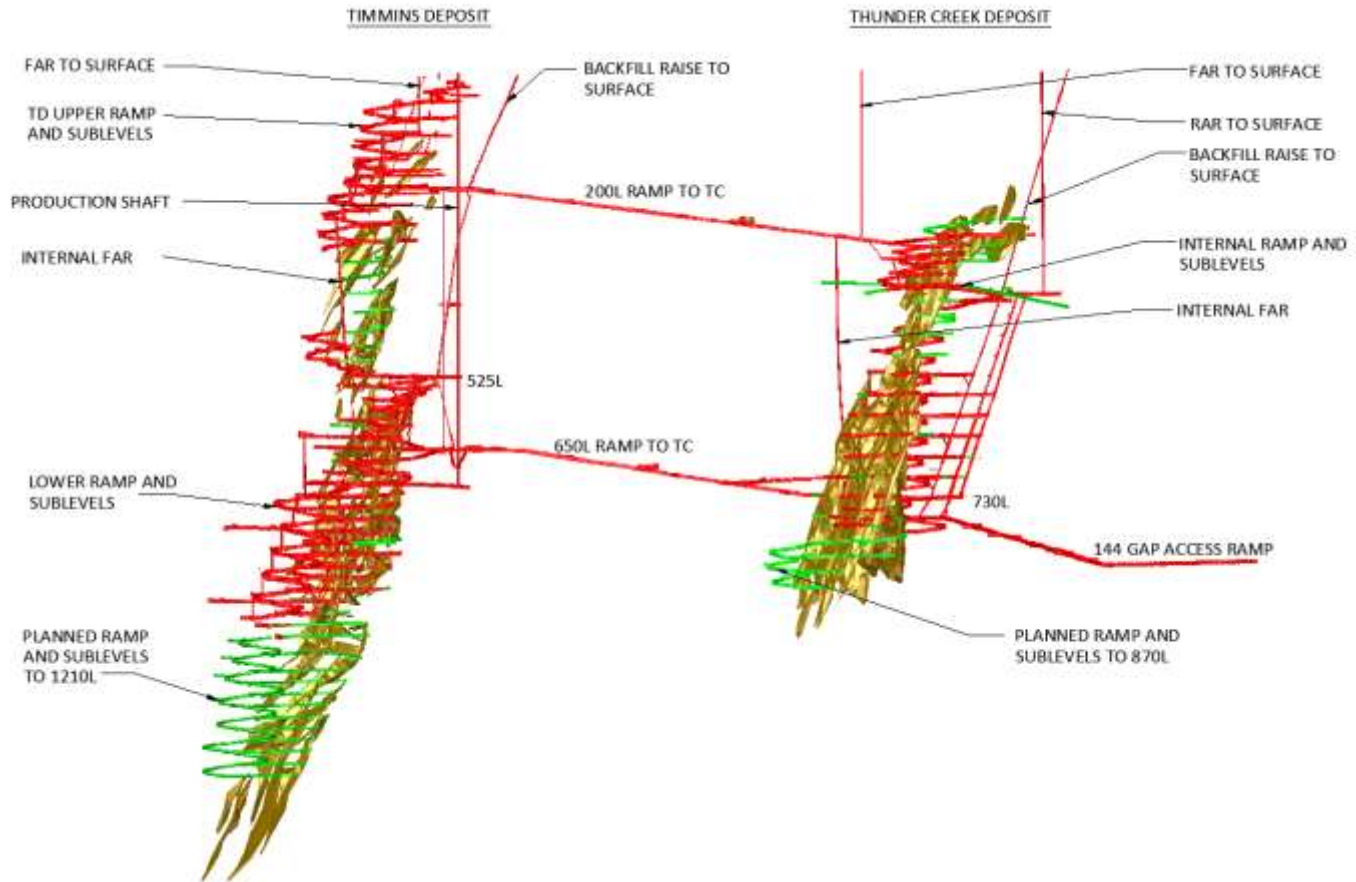 TIMMINS DEPOSIT
THUNDER CREEK DEPOSIT
FAR TO SURFACE
TD UPPER RAMP
AND SUBLEVELS
PRODUCTION SHAFT
INTERNAL FAR
BACKFILL RAISE TO
SURFACE
200L RAMP TO TC
525L
650L RAMP TO TC
LOWER RAMP AND
SUBLEVELS
PLANNED RAMP
AND SUBLEVELS
TO 1210L
FAR TO SURFACE
RAR TO SURFACE
BACKFILL RAISE TO
SURFACE
INTERNAL RAMP AND
SUBLEVELS
INTERNAL FAR
730L
144 GAP ACCESS RAMP
PLANNED RAMP AND
SUBLEVELS TO 870L